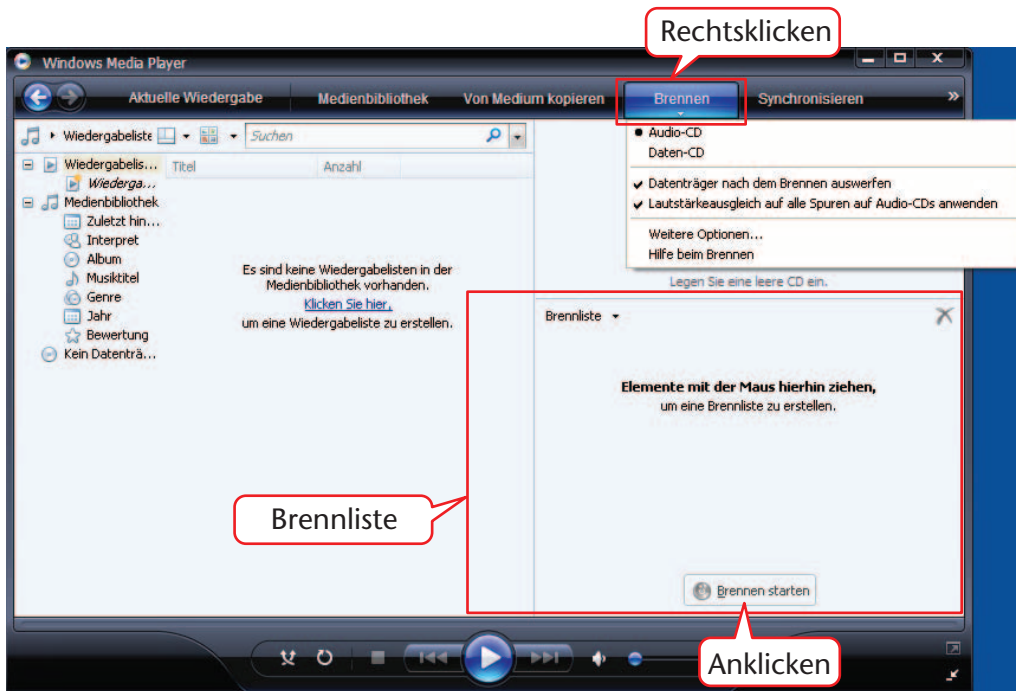 Rechtsklicken
Windows Media Player
Aktuelle Wiedergabe
Medienbibliothek
Von Medium kopieren
Brennen
Synchronisieren
»
Wiedergabeliste
Suchen
Audio-CD
Daten-CD
Datenträger nach dem Brennen auswerfen
Lautstärkeausgleich auf alle Spuren auf Audio-CDs anwenden
Weitere Optionen...
Hilfe beim Brennen
Wiedergabelis...
Wiederga...
Medienbibliothek
Zuletzt hin...
Interpret
Album
Musiktitel
Genre
Jahr
Bewertung
Kein Datenträ...
Titel
Anzahl
Es sind keine Wiedergabelisten in der
Medienbibliothek vorhanden.
Klicken Sie hier,
um eine Wiedergabeliste zu erstellen.
Legen Sie eine leere CD ein.
Brennliste
Elemente mit der Maus hierhin ziehen,
um eine Brennliste zu erstellen.
Brennliste
Brennen starten
Anklicken